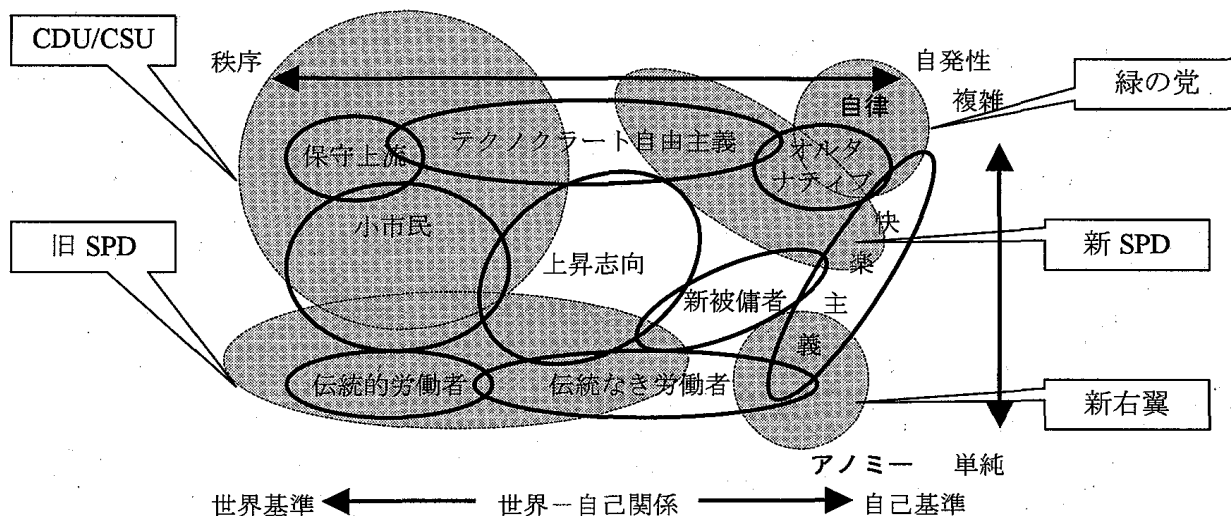 CDU/CSU
秩序
自発性
複雑
緑の党
自律
保守上流
テクノクラート自由主義
オルタ
ナティブ
小市民
快
楽
主
義
旧 SPD
新 SPD
上昇志向
新被傭者
伝統的労働者
伝統なき労働者
新右翼
アノミー
単純
世界基準
世界－自己関係
自己基準